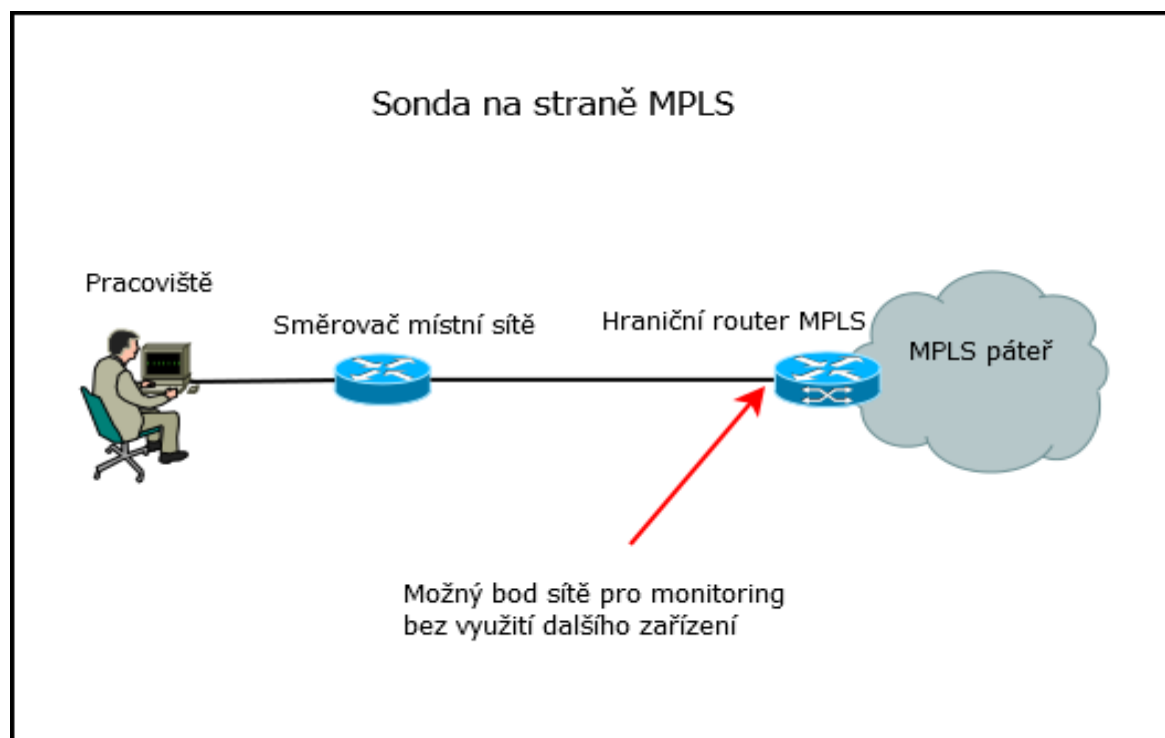 Sonda na straně MPLS
Pracoviště
Směrovač místní sítě
Hraniční router MPLS
MPLS páteř
Možný bod sítě pro monitoring
bez využití dalšího zařízení